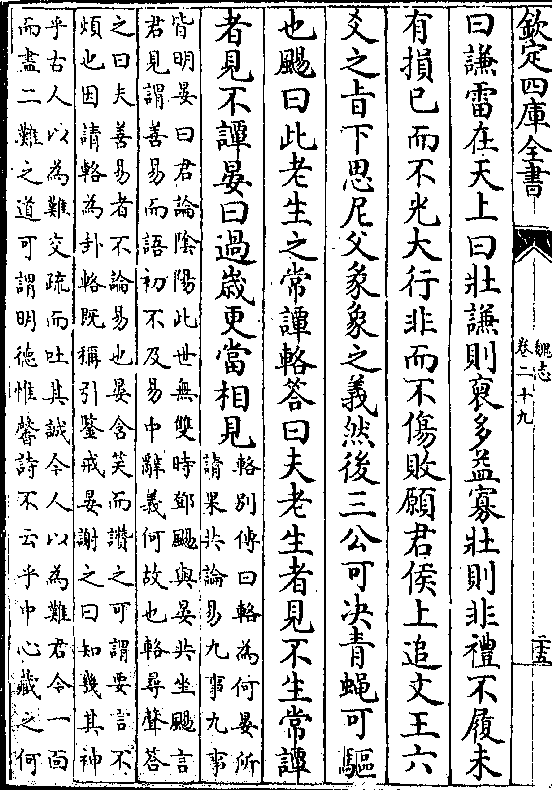 欽定四庫全書
魏志
卷二十九
二十五
曰謙雷在天上曰壯謙則裒多益寡壯則非禮不履未
有損已而不光大行非而不傷敗願君侯上追文王六
爻之㫖下思尼父象象之義然後三公可决青蠅可驅
也颺曰此老生之常譚輅答曰夫老生者見不生常譚
者見不譚晏曰過歲更當相見
輅别傳曰輅為何晏所
請果共論易九事九事
皆明晏曰君論陰陽此世無雙時鄧颺與晏共坐颺言
君見謂善易而語初不及易中辭義何故也輅尋聲答
之曰夫善易者不論易也晏含笑而讚之可謂要言不
煩也因請輅為卦輅既稱引鑒戒晏謝之曰如幾其神
乎古人以為難交疏而吐其誠今人以為難君今一面
而盡二難之道可謂明德惟馨詩不云乎中心藏之何